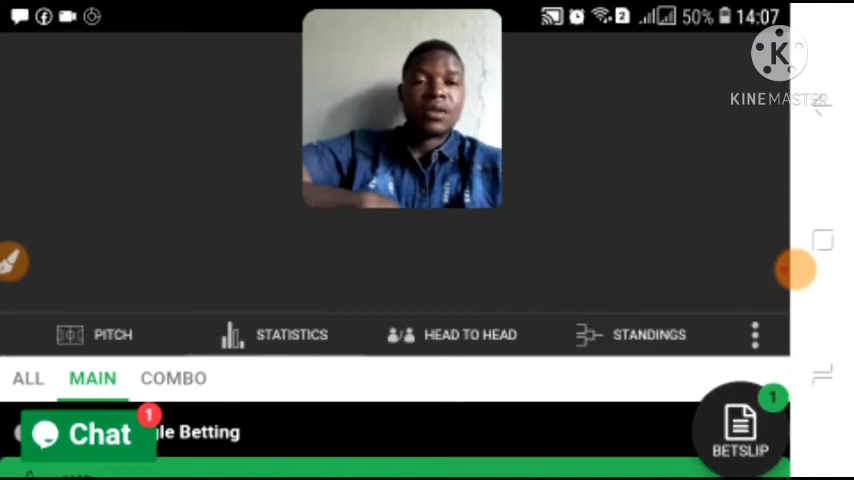 2 50% 14:07
K
KINEMASTER
PITCH STATISTICS HEAD TO HEAD STANDINGS
ALL MAIN COMBO
1
Chat 1 gle Betting
BETSLIP